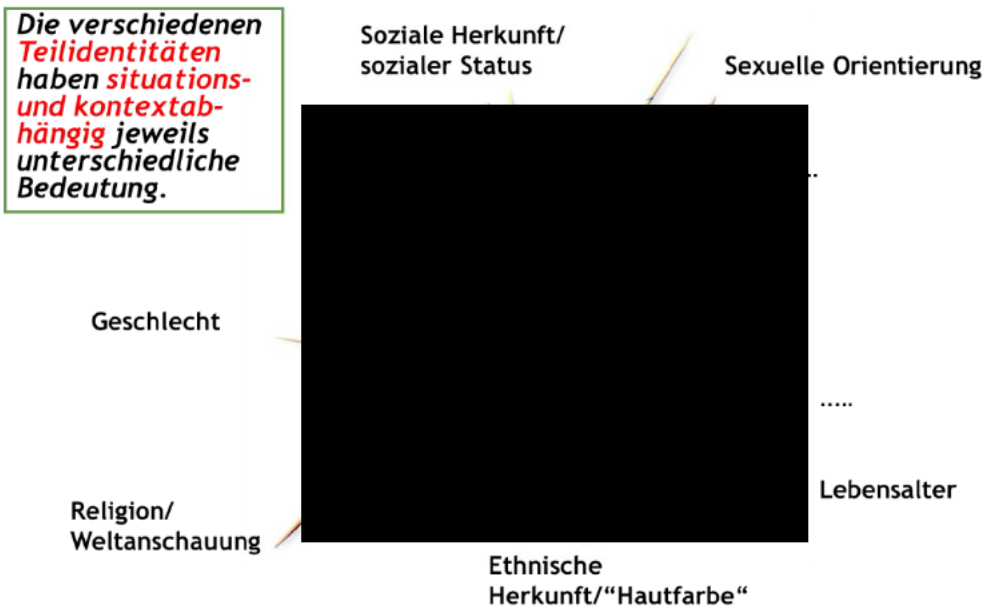 Die verschiedenen
Teilidentitäten
haben situations-
und kontextab-
hängig jeweils
unterschiedliche
Bedeutung.
Soziale Herkunft/
sozialer Status
Sexuelle Orientierung
..
Geschlecht
.....
Lebensalter
Religion/
Weltanschauung
Ethnische
Herkunft/“Hautfarbe“